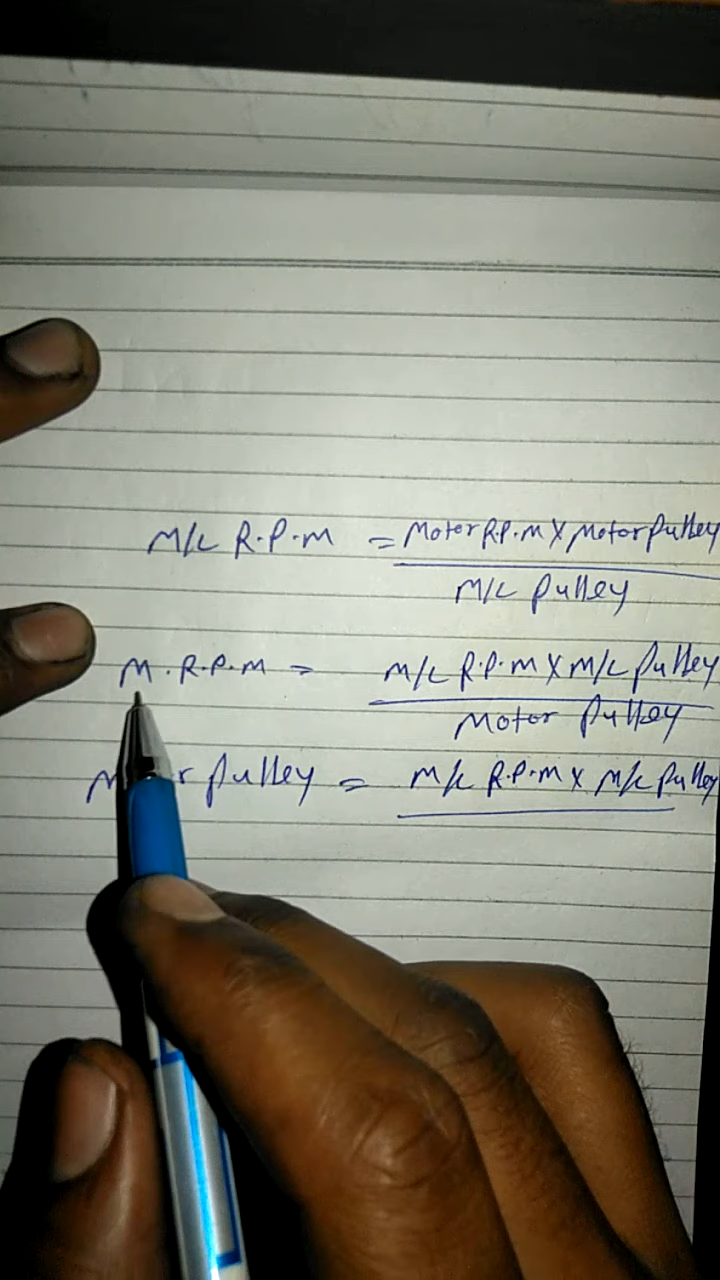 M/C R.P.M = Motor R.P.M X Motor Pulley
M/C Pulley
M.R.P.M = M/C R.P.M X M/C Pulley
Motor Pulley
Pulley = M/C R.P.M X M/C Pulley